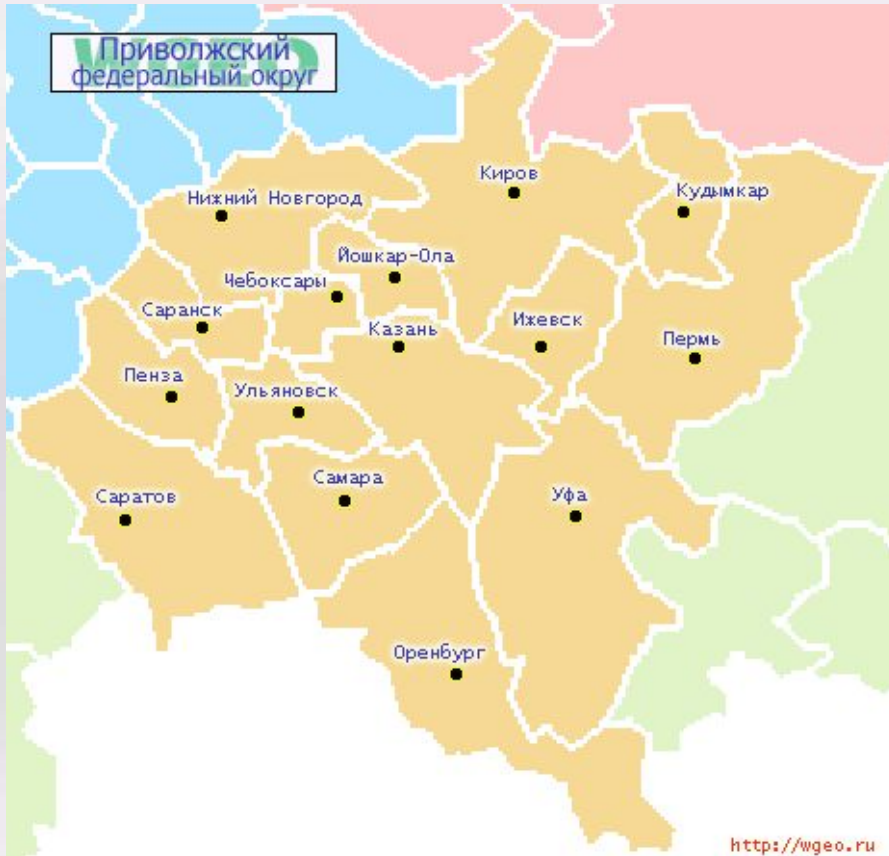 WGEO
Приволжский
федеральный округ
Киров
Кудымкар
Нижний Новгород
Йошкар-Ола
Чебоксары
Саранск
Казань
Ижевск
Пермь
Пенза
Ульяновск
Самара
Саратов
Уфа
Оренбург
http://wgeo.ru